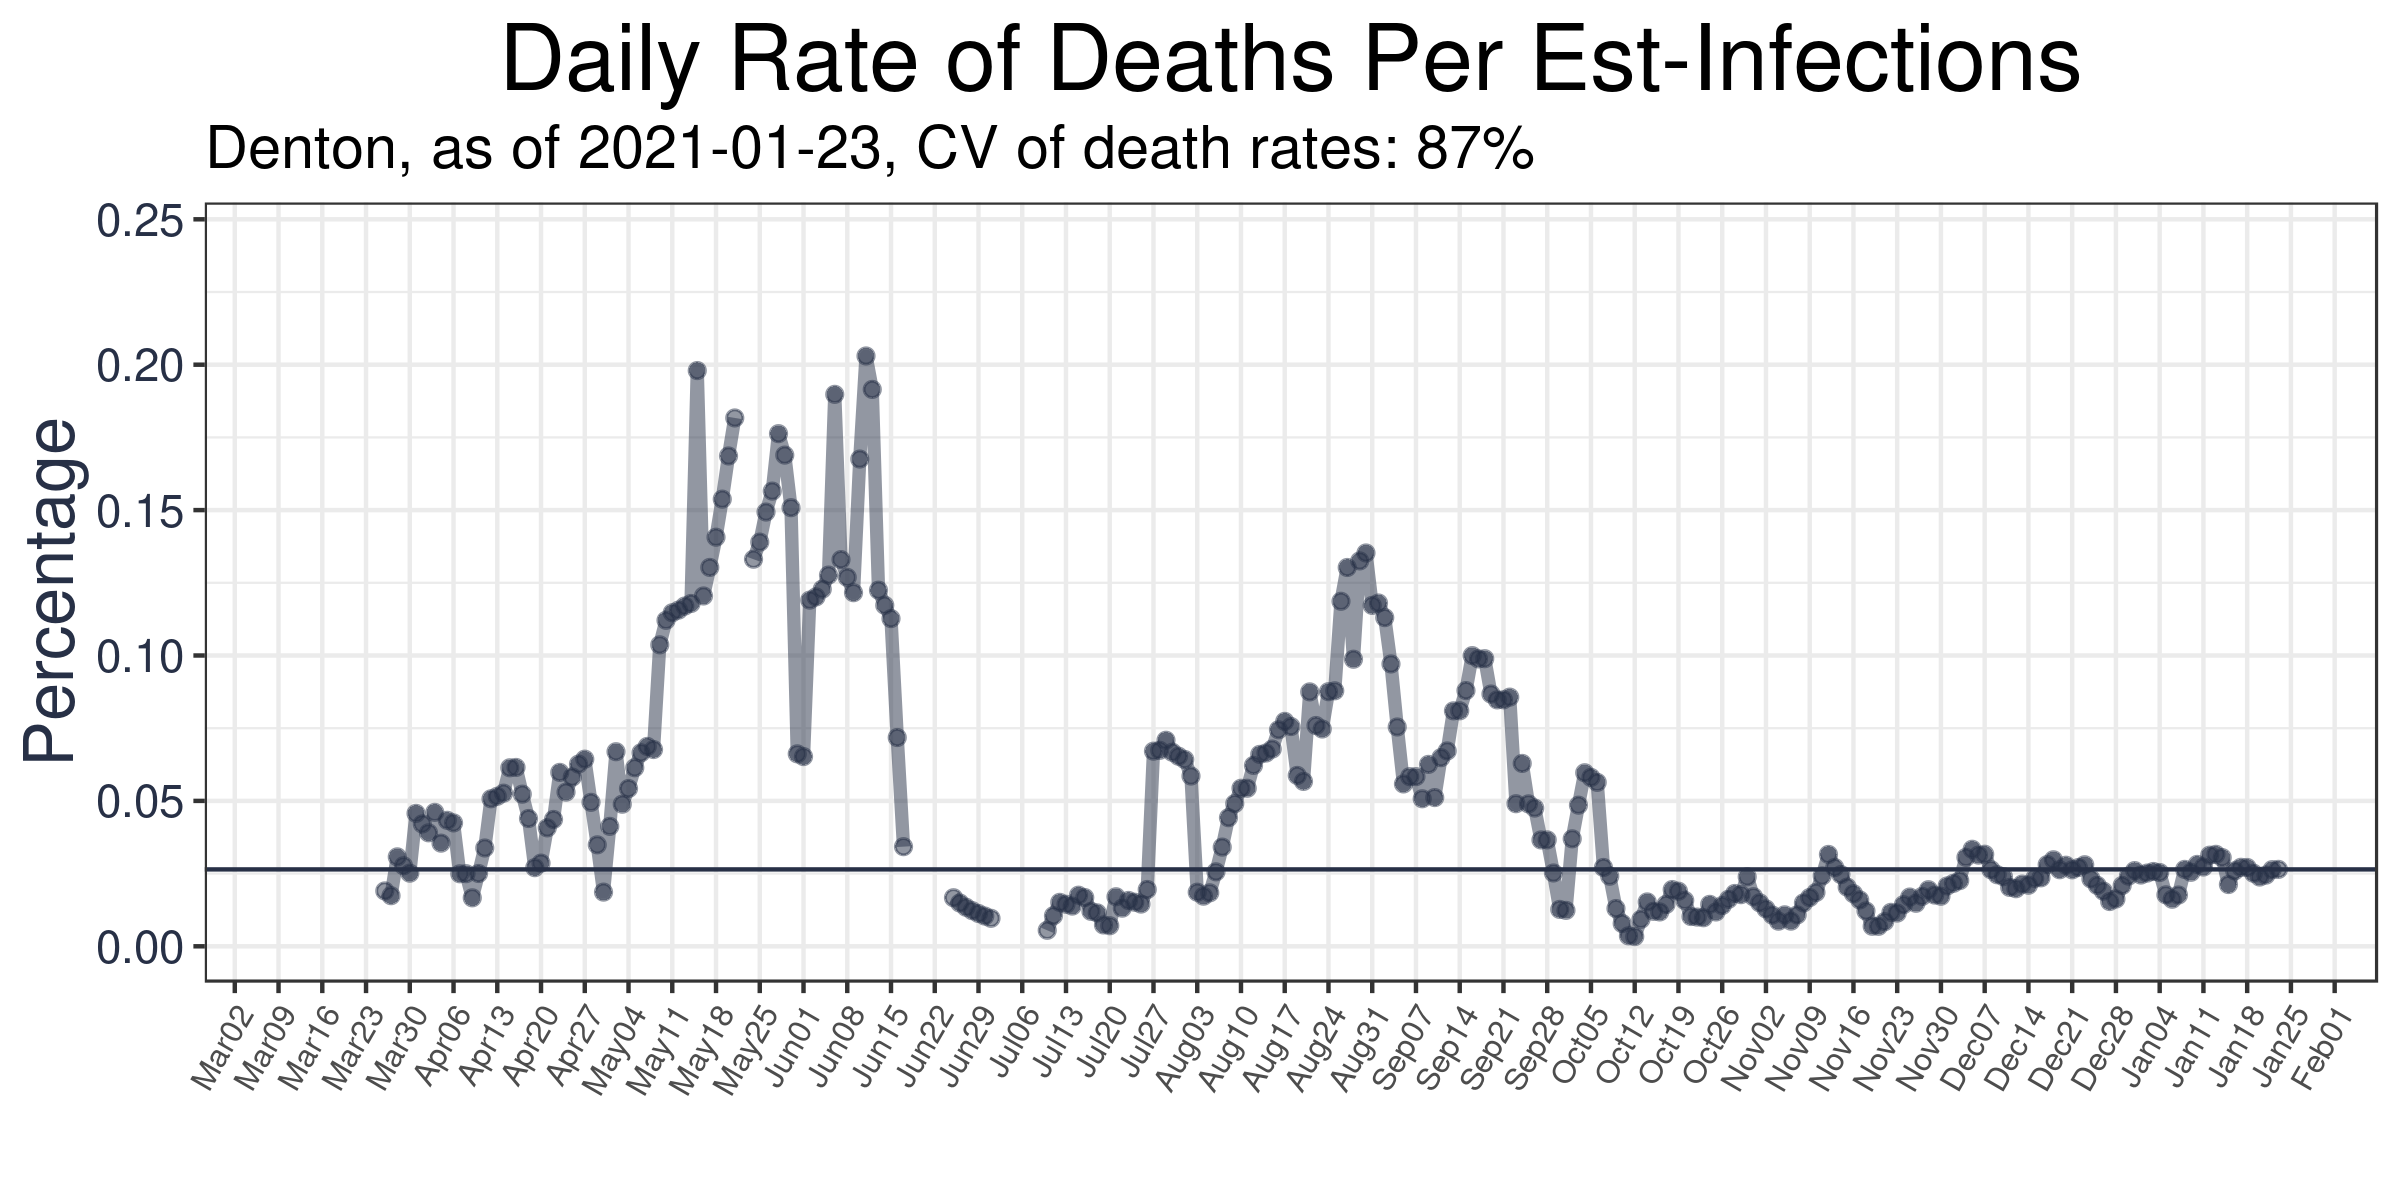 Daily Rate of Deaths Per Est-Infections
Denton, as of 2021-01-23, CV of death rates: 87%
Percentage
0.25
0.20
0.15
0.10
0.05
0.00
Mar02 Mar09 Mar16 Mar23 Mar30 Apr06 Apr13 Apr20 Apr27 May04 May11 May18 May25 Jun01 Jun08 Jun15 Jun22 Jun29 Jul06 Jul13 Jul20 Jul27 Aug03 Aug10 Aug17 Aug24 Aug31 Sep07 Sep14 Sep21 Sep28 Oct05 Oct12 Oct19 Oct26 Nov02 Nov09 Nov16 Nov23 Nov30 Dec07 Dec14 Dec21 Dec28 Jan04 Jan11 Jan18 Jan25 Feb01